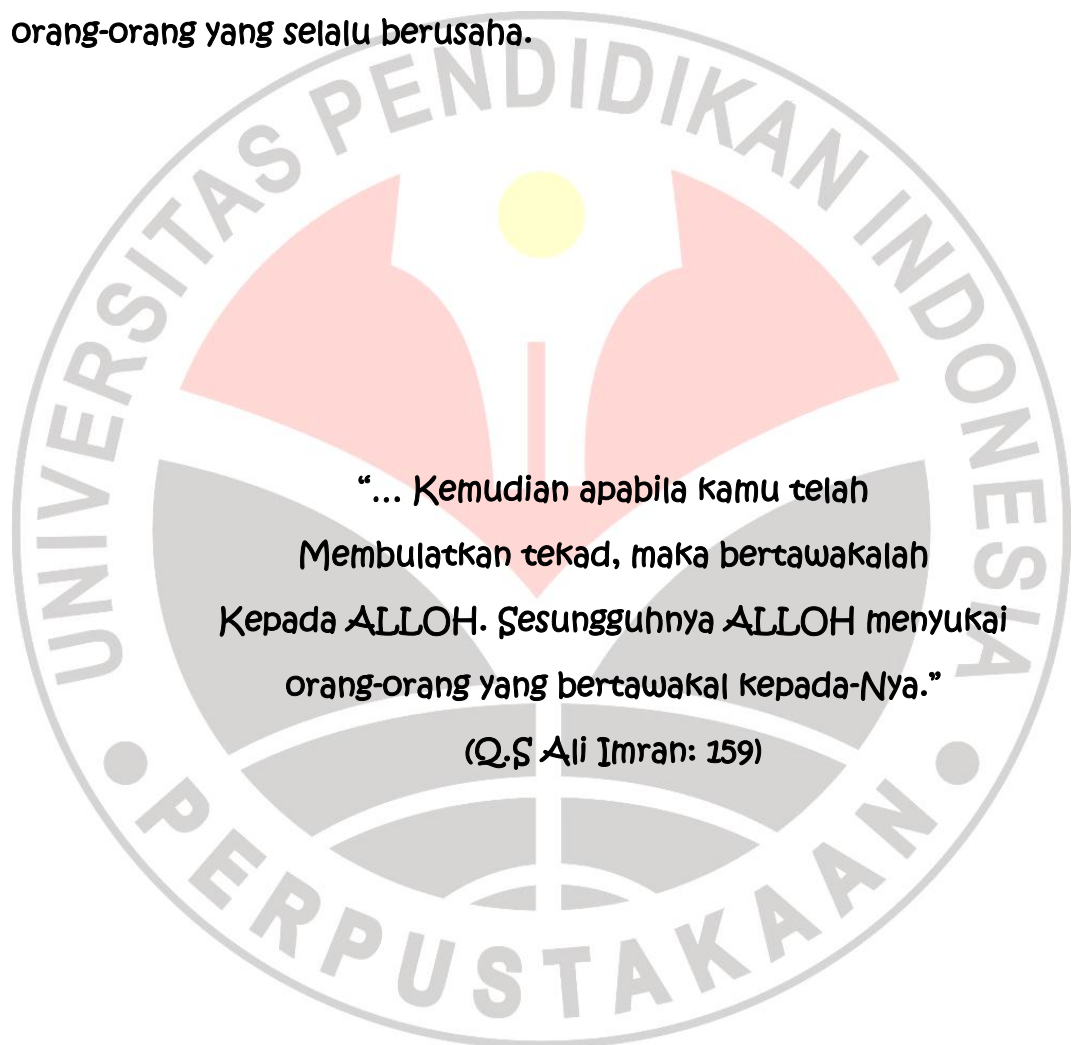 orang-orang yang selalu berusaha.
UNIVERSITAS PENDIDIKAN INDONESIA
“... Kemudian apabila kamu telah
Membulatkan tekad, maka bertawakalah
Kepada ALLOH. Sesungguhnya ALLOH menyukai
orang-orang yang bertawakal kepada-Nya.”
(Q.S Ali Imran: 159)
PERPUSTAKAAN